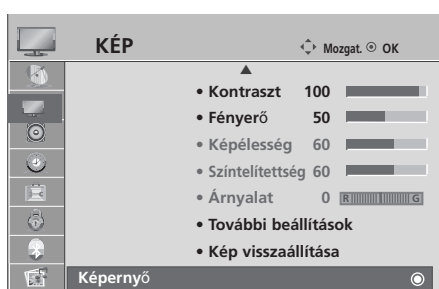 KÉP Mozgat. OK
• Kontraszt 100
• Fényerő 50
• Képélesség 60
• Színtelítettség 60
• Árnyalat 0 R G
• További beállítások
• Kép visszaállítása
Képernyő